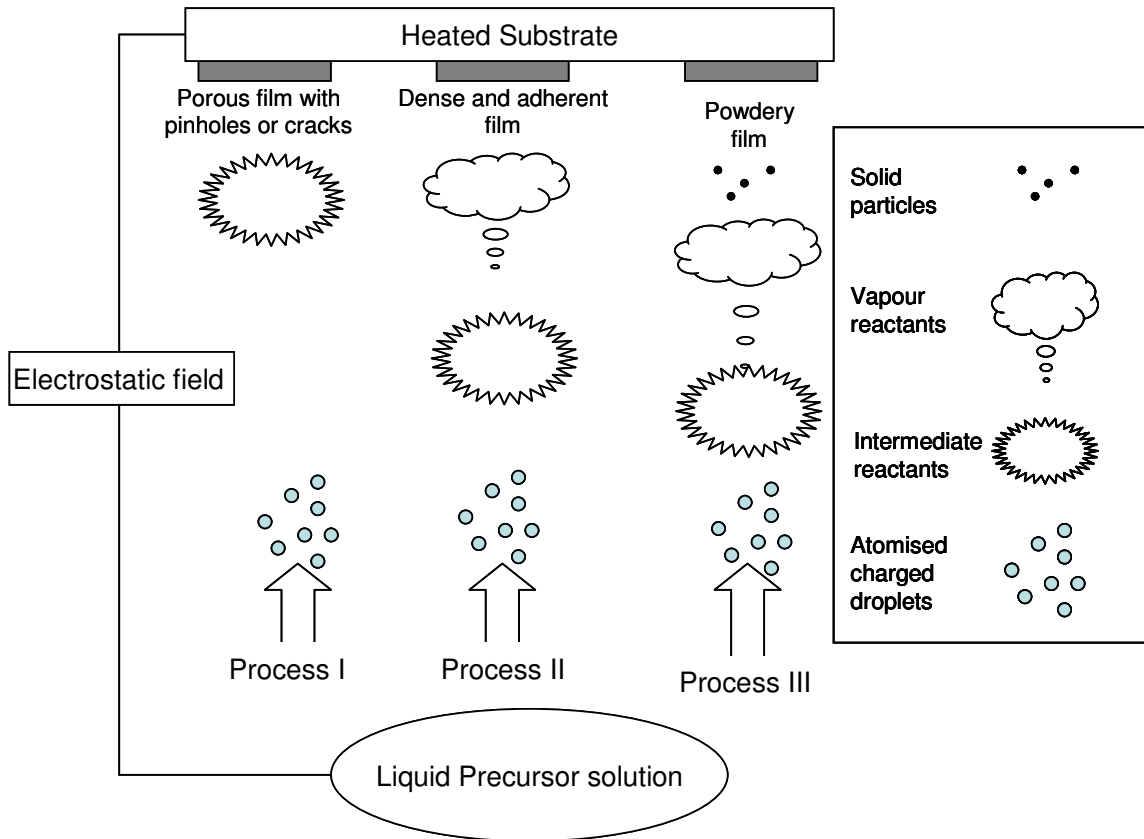 Heated Substrate
Porous film with
pinholes or cracks
Dense and adherent
film
Powdery
film
Solid
particles
Vapour
reactants
Electrostatic field
Intermediate
reactants
Atomised
charged
droplets
Process I
Process II
Process III
Liquid Precursor solution